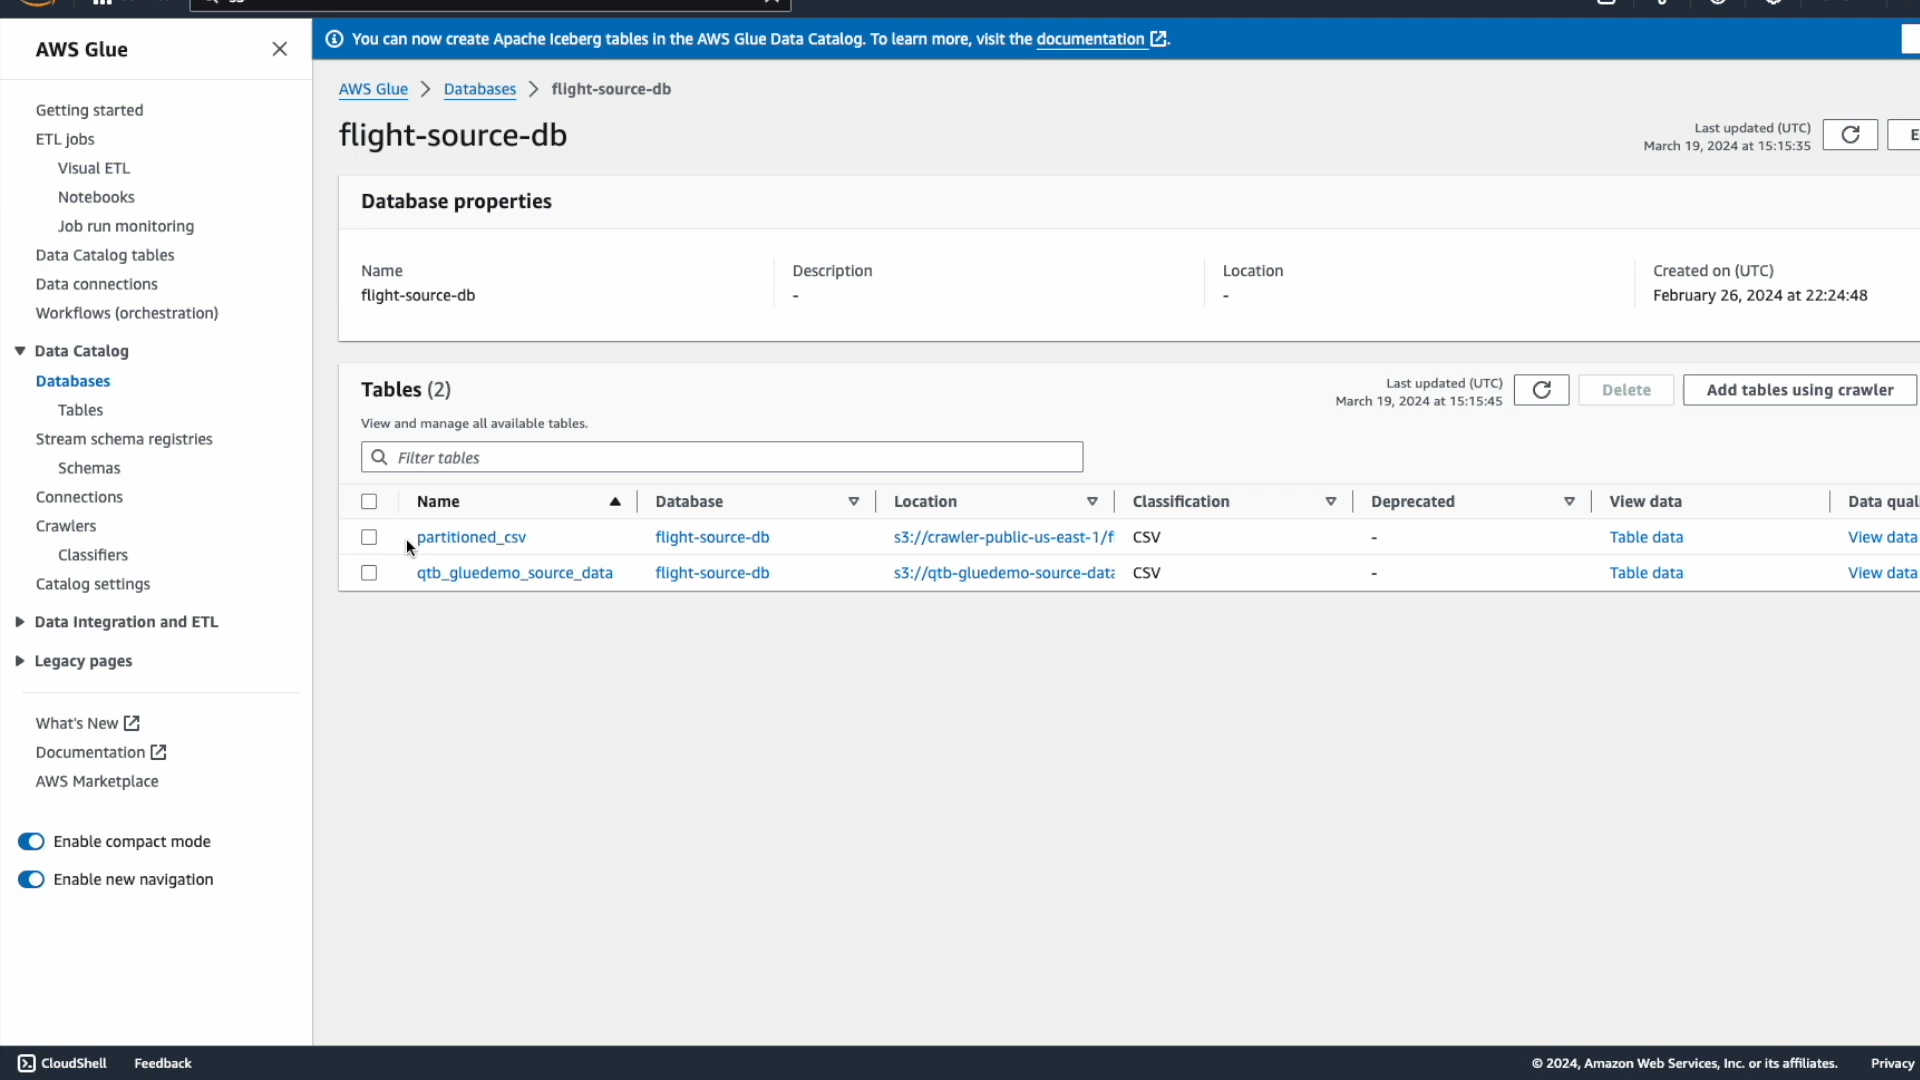 AWS Glue
You can now create Apache Iceberg tables in the AWS Glue Data Catalog. To learn more, visit the documentation.
Getting started
ETL jobs
Visual ETL
Notebooks
Job run monitoring
Data Catalog tables
Data connections
Workflows (orchestration)
Data Catalog
Databases
Tables
Stream schema registries
Schemas
Connections
Crawlers
Classifiers
Catalog settings
Data Integration and ETL
Legacy pages
What's New
Documentation
AWS Marketplace
Enable compact mode
Enable new navigation
AWS Glue > Databases > flight-source-db
flight-source-db
Last updated (UTC)
March 19, 2024 at 15:15:35
E
Database properties
Name Description Location Created on (UTC)
flight-source-db - - February 26, 2024 at 22:24:48
Tables (2)
Last updated (UTC)
March 19, 2024 at 15:15:45
Delete
Add tables using crawler
View and manage all available tables.
Filter tables
Name Database Location Classification Deprecated View data Data qual
partitioned_csv flight-source-db s3://crawler-public-us-east-1/f CSV - Table data View data
qtb_gluedemo_source_data flight-source-db s3://qtb-gluedemo-source-data CSV - Table data View data
CloudShell Feedback © 2024, Amazon Web Services, Inc. or its affiliates. Privacy